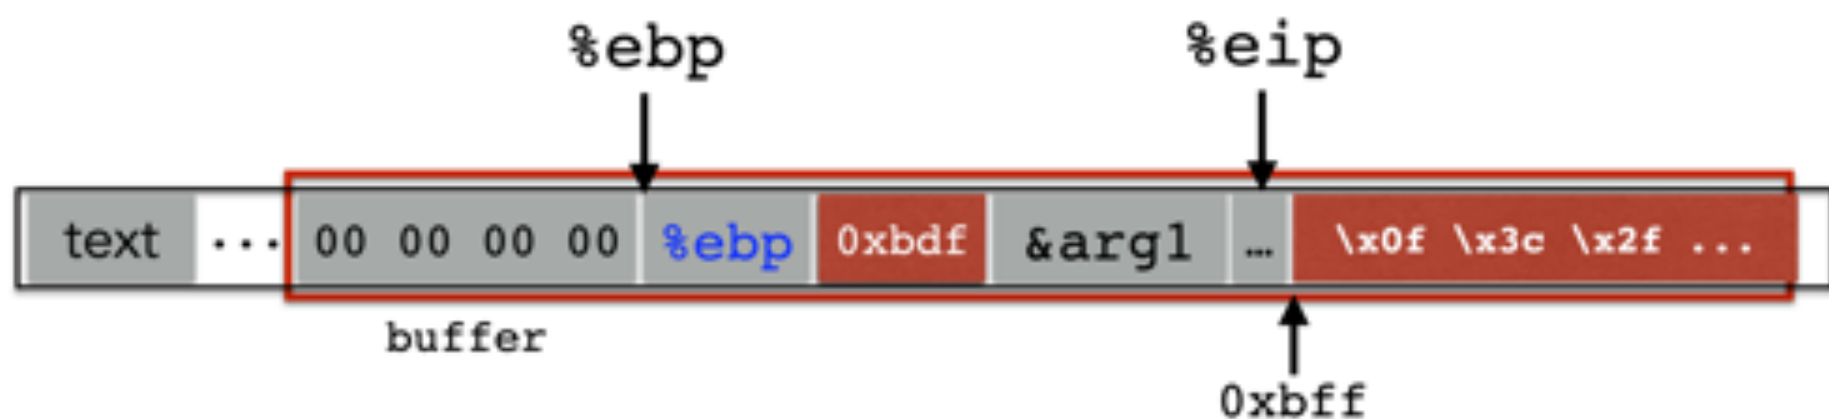 %ebp %eip
text ... 00 00 00 00 %ebp 0xbdf &arg1 ... \x0f \x3c \x2f ...
buffer
0xbff